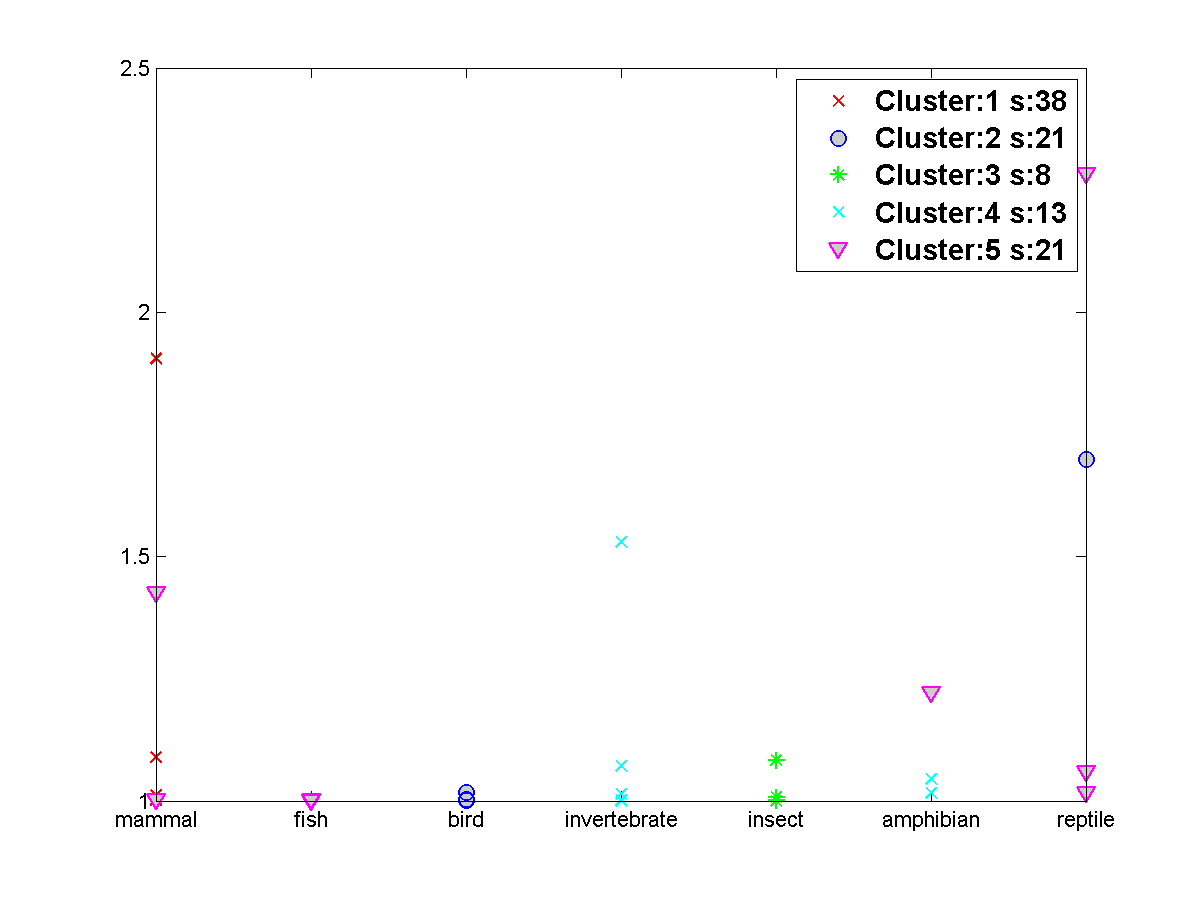 2.5
2
1.5
1
mammal fish bird invertebrate insect amphibian reptile
Cluster:1 s:38
Cluster:2 s:21
Cluster:3 s:8
Cluster:4 s:13
Cluster:5 s:21